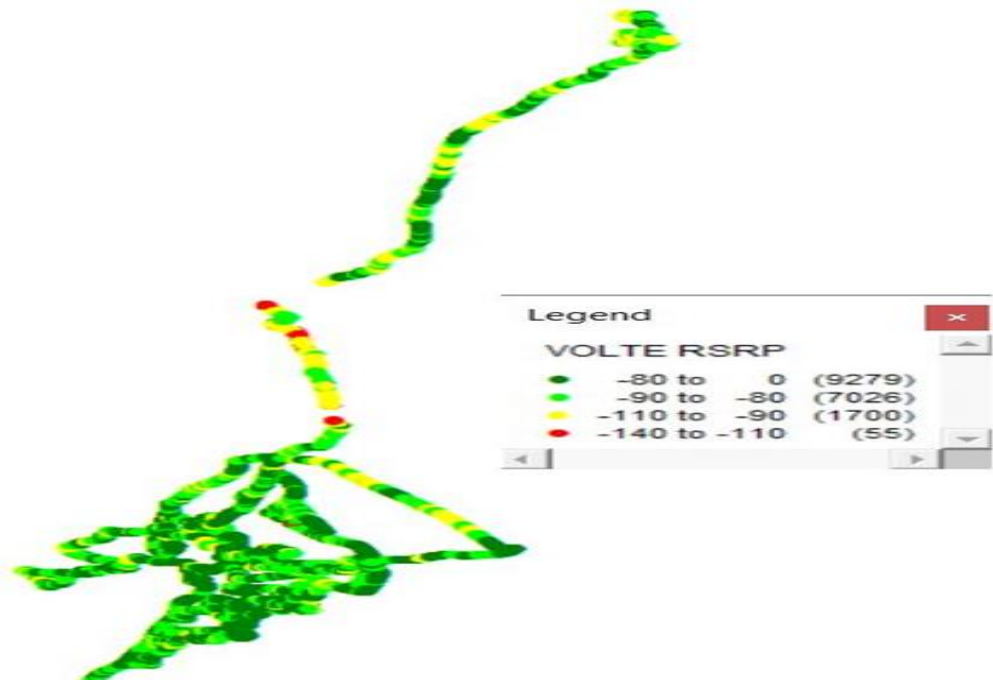 Legend
VOLTE RSRP
-80 to 0 (9279)
-90 to -80 (7026)
-110 to -90 (1700)
-140 to -110 (55)